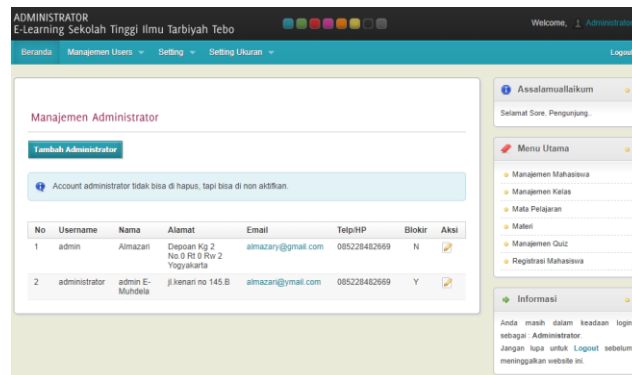 ADMINISTRATOR
E-Learning Sekolah Tinggi Ilmu Tarbiyah Tebo
Welcome, Administrator
Beranda Manajemen Users Setting Setting Ukuran Logout
Manajemen Administrator
Tambah Administrator
Account administrator tidak bisa di hapus, tapi bisa di non aktifkan.
No Username Nama Alamat Email Telp/HP Blokir Aksi
1 admin Almazari Depoan Kg 2 almazary@gmail.com 085228482669 N
No.0 Rt 0 Rw 2
Yogyakarta
2 administrator admin E- jl.kenari no 145.B almazari@ymail.com 085228482669 Y
Muhdela
Assalamuallaikum
Selamat Sore, Pengunjung..
Menu Utama
Manajemen Mahasiswa
Manajemen Kelas
Mata Pelajaran
Materi
Manajemen Quiz
Registrasi Mahasiswa
Informasi
Anda masih dalam keadaan login
sebagai : Administrator.
Jangan lupa untuk Logout sebelum
meninggalkan website ini.